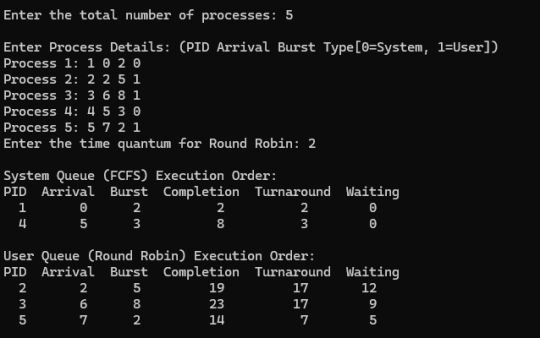 Enter the total number of processes: 5
Enter Process Details: (PID Arrival Burst Type[0=System, 1=User])
Process 1: 1 0 2 0
Process 2: 2 2 5 1
Process 3: 3 6 8 1
Process 4: 4 5 3 0
Process 5: 5 7 2 1
Enter the time quantum for Round Robin: 2
System Queue (FCFS) Execution Order:
PID Arrival Burst Completion Turnaround Waiting
1 0 2 2 2 0
4 5 3 8 3 0
User Queue (Round Robin) Execution Order:
PID Arrival Burst Completion Turnaround Waiting
2 2 5 19 17 12
3 6 8 23 17 9
5 7 2 14 7 5